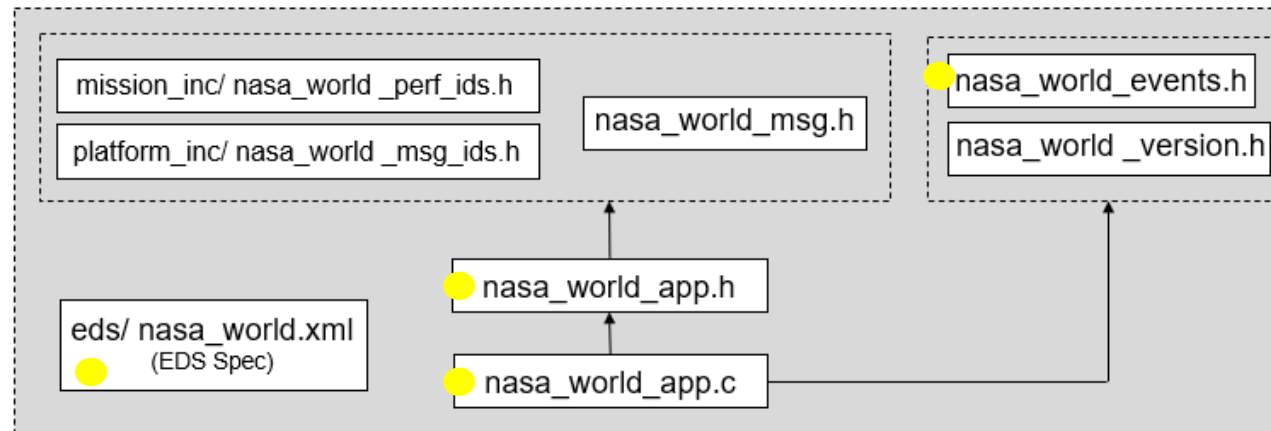 mission_inc/ nasa_world _perf_ids.h
platform_inc/ nasa_world _msg_ids.h
nasa_world_msg.h
nasa_world_events.h
nasa_world _version.h
nasa_world_app.h
eds/ nasa_world.xml
(EDS Spec)
nasa_world_app.c